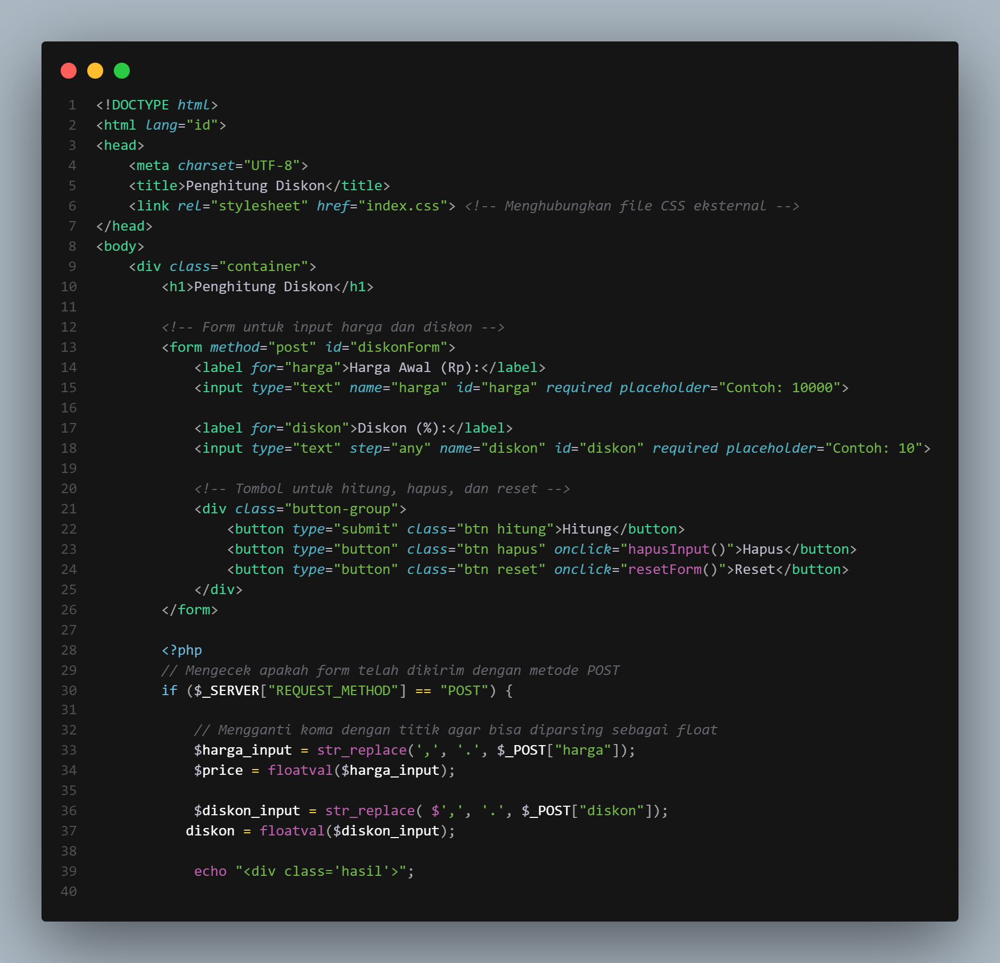 1 <!DOCTYPE html>
2 <html lang="id">
3 <head>
4     <meta charset="UTF-8">
5     <title>Penghitung Diskon</title>
6     <link rel="stylesheet" href="index.css"> <!-- Menghubungkan file CSS eksternal -->
7 </head>
8 <body>
9     <div class="container">
10         <h1>Penghitung Diskon</h1>
11
12         <!-- Form untuk input harga dan diskon -->
13         <form method="post" id="diskonForm">
14             <label for="harga">Harga Awal (Rp):</label>
15             <input type="text" name="harga" id="harga" required placeholder="Contoh: 10000">
16
17             <label for="diskon">Diskon (%):</label>
18             <input type="text" step="any" name="diskon" id="diskon" required placeholder="Contoh: 10">
19
20             <!-- Tombol untuk hitung, hapus, dan reset -->
21             <div class="button-group">
22                 <button type="submit" class="btn hitung">Hitung</button>
23                 <button type="button" class="btn hapus" onclick="hapusInput()">Hapus</button>
24                 <button type="button" class="btn reset" onclick="resetForm()">Reset</button>
25             </div>
26         </form>
27
28         <?php
29         // Mengecek apakah form telah dikirim dengan metode POST
30         if ($_SERVER["REQUEST_METHOD"] == "POST") {
31
32             // Mengganti koma dengan titik agar bisa diparsing sebagai float
33             $harga_input = str_replace(',', '.', $_POST["harga"]);
34             $price = floatval($harga_input);
35
36             $diskon_input = str_replace( $',', '.', $_POST["diskon"]);
37            diskon = floatval($diskon_input);
38
39             echo "<div class='hasil'>";
40